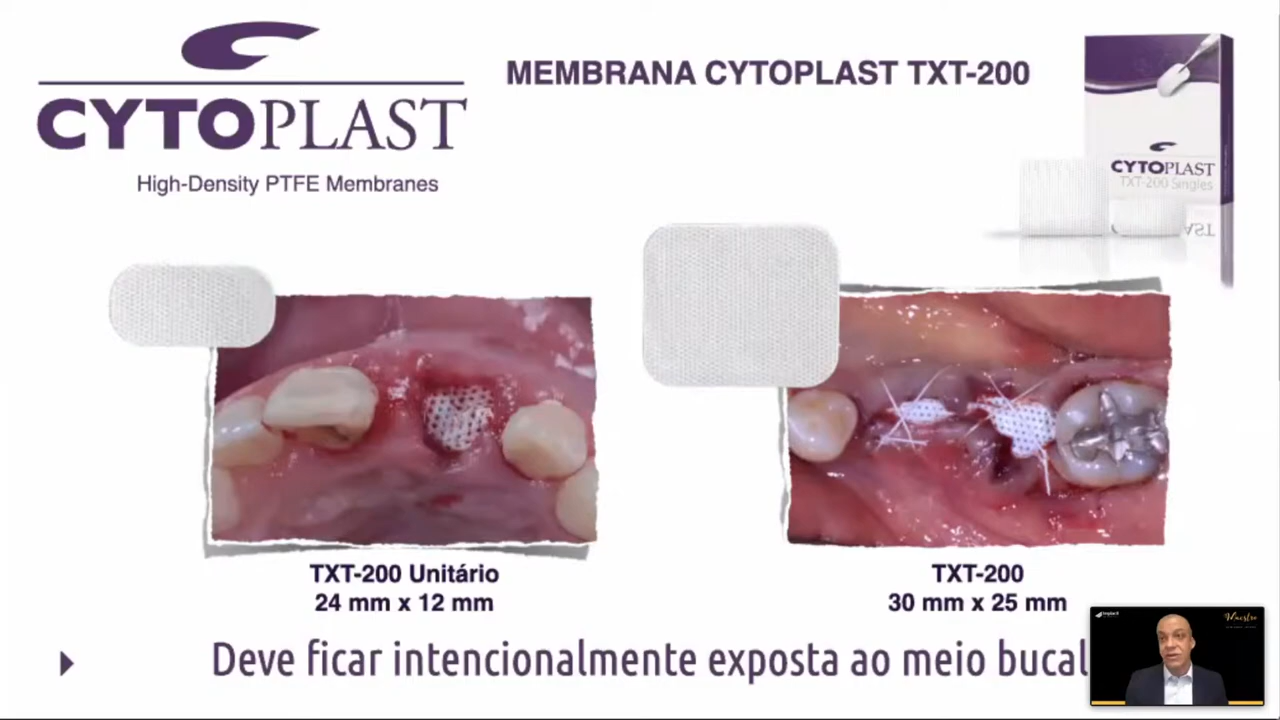 CYTOPLAST
High-Density PTFE Membranes
MEMBRANA CYTOPLAST TXT-200
CYTOPLAST
TXT-200 Singles
TXT-200 Unitário
24 mm x 12 mm
TXT-200
30 mm x 25 mm
Deve ficar intencionalmente exposta ao meio bucal
Maestro